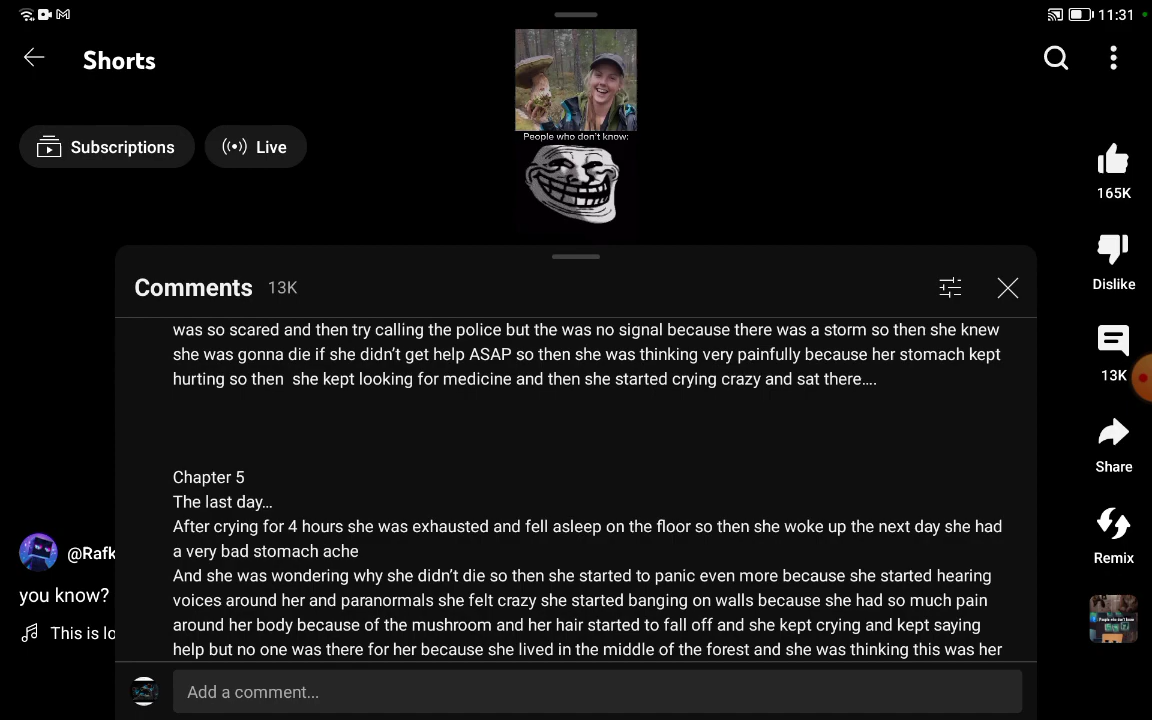 11:31
Shorts
People who don't know:
Subscriptions
Live
165K
Dislike
Comments 13K
was so scared and then try calling the police but the was no signal because there was a storm so then she knew
she was gonna die if she didn’t get help ASAP so then she was thinking very painfully because her stomach kept
hurting so then  she kept looking for medicine and then she started crying crazy and sat there....
13K
Share
Chapter 5
The last day...
After crying for 4 hours she was exhausted and fell asleep on the floor so then she woke up the next day she had
a very bad stomach ache
And she was wondering why she didn’t die so then she started to panic even more because she started hearing
voices around her and paranormals she felt crazy she started banging on walls because she had so much pain
around her body because of the mushroom and her hair started to fall off and she kept crying and kept saying
help but no one was there for her because she lived in the middle of the forest and she was thinking this was her
@Rafk
you know?
This is lo
Remix
Add a comment...